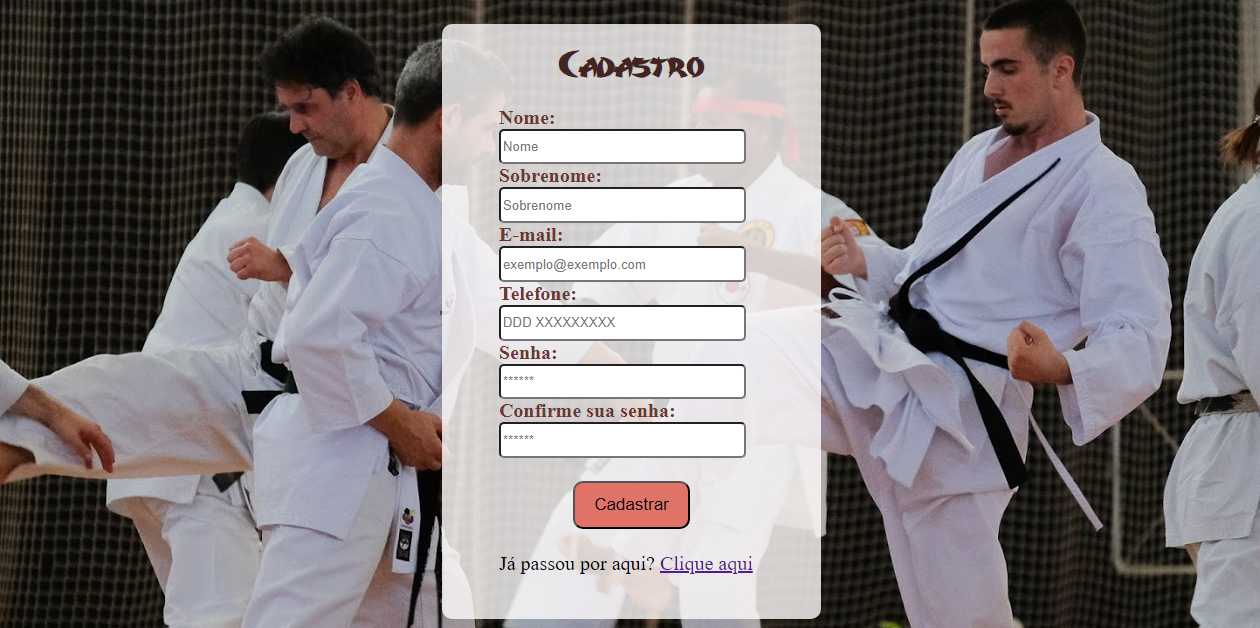 Cadastro
Nome:
Nome
Sobrenome:
Sobrenome
E-mail:
exemplo@exemplo.com
Telefone:
DDD XXXXXXXXX
Senha:
******
Confirme sua senha:
******
Cadastrar
Já passou por aqui? Clique aqui